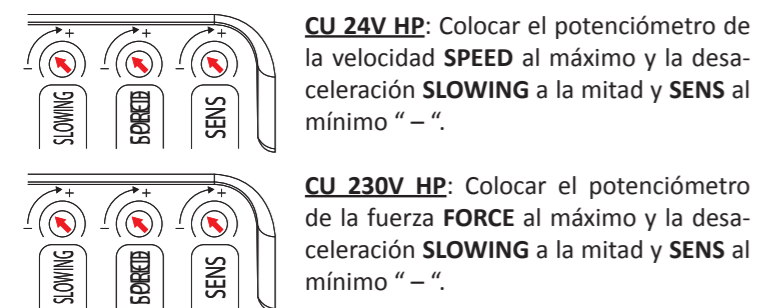 SLOWING
SENS
CU 24V HP: Colocar el potenciómetro de
la velocidad SPEED al máximo y la desa-
celeración SLOWING a la mitad y SENS al
mínimo “ – “.
SLOWING
SENS
CU 230V HP: Colocar el potenciómetro
de la fuerza FORCE al máximo y la desa-
celeración SLOWING a la mitad y SENS al
mínimo “ – “.